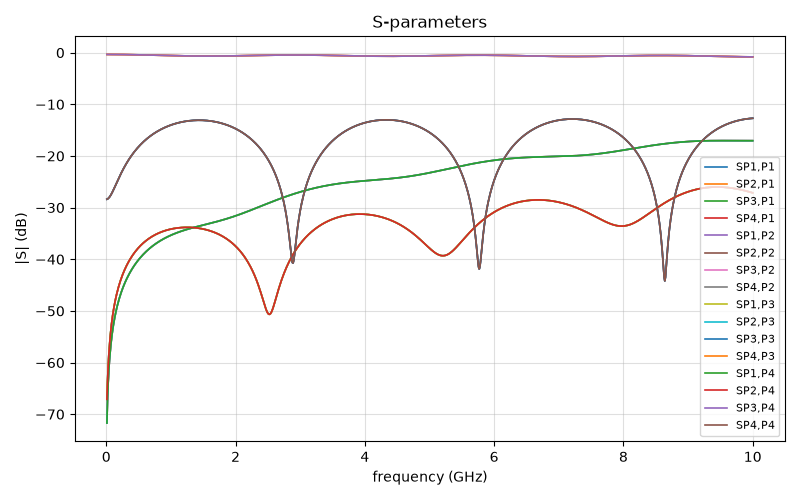 S-parameters
0
−10
−20
−30
−40
−50
−60
−70
|S| (dB)
0
2
4
6
8
10
frequency (GHz)
SP1,P1
SP2,P1
SP3,P1
SP4,P1
SP1,P2
SP2,P2
SP3,P2
SP4,P2
SP1,P3
SP2,P3
SP3,P3
SP4,P3
SP1,P4
SP2,P4
SP3,P4
SP4,P4